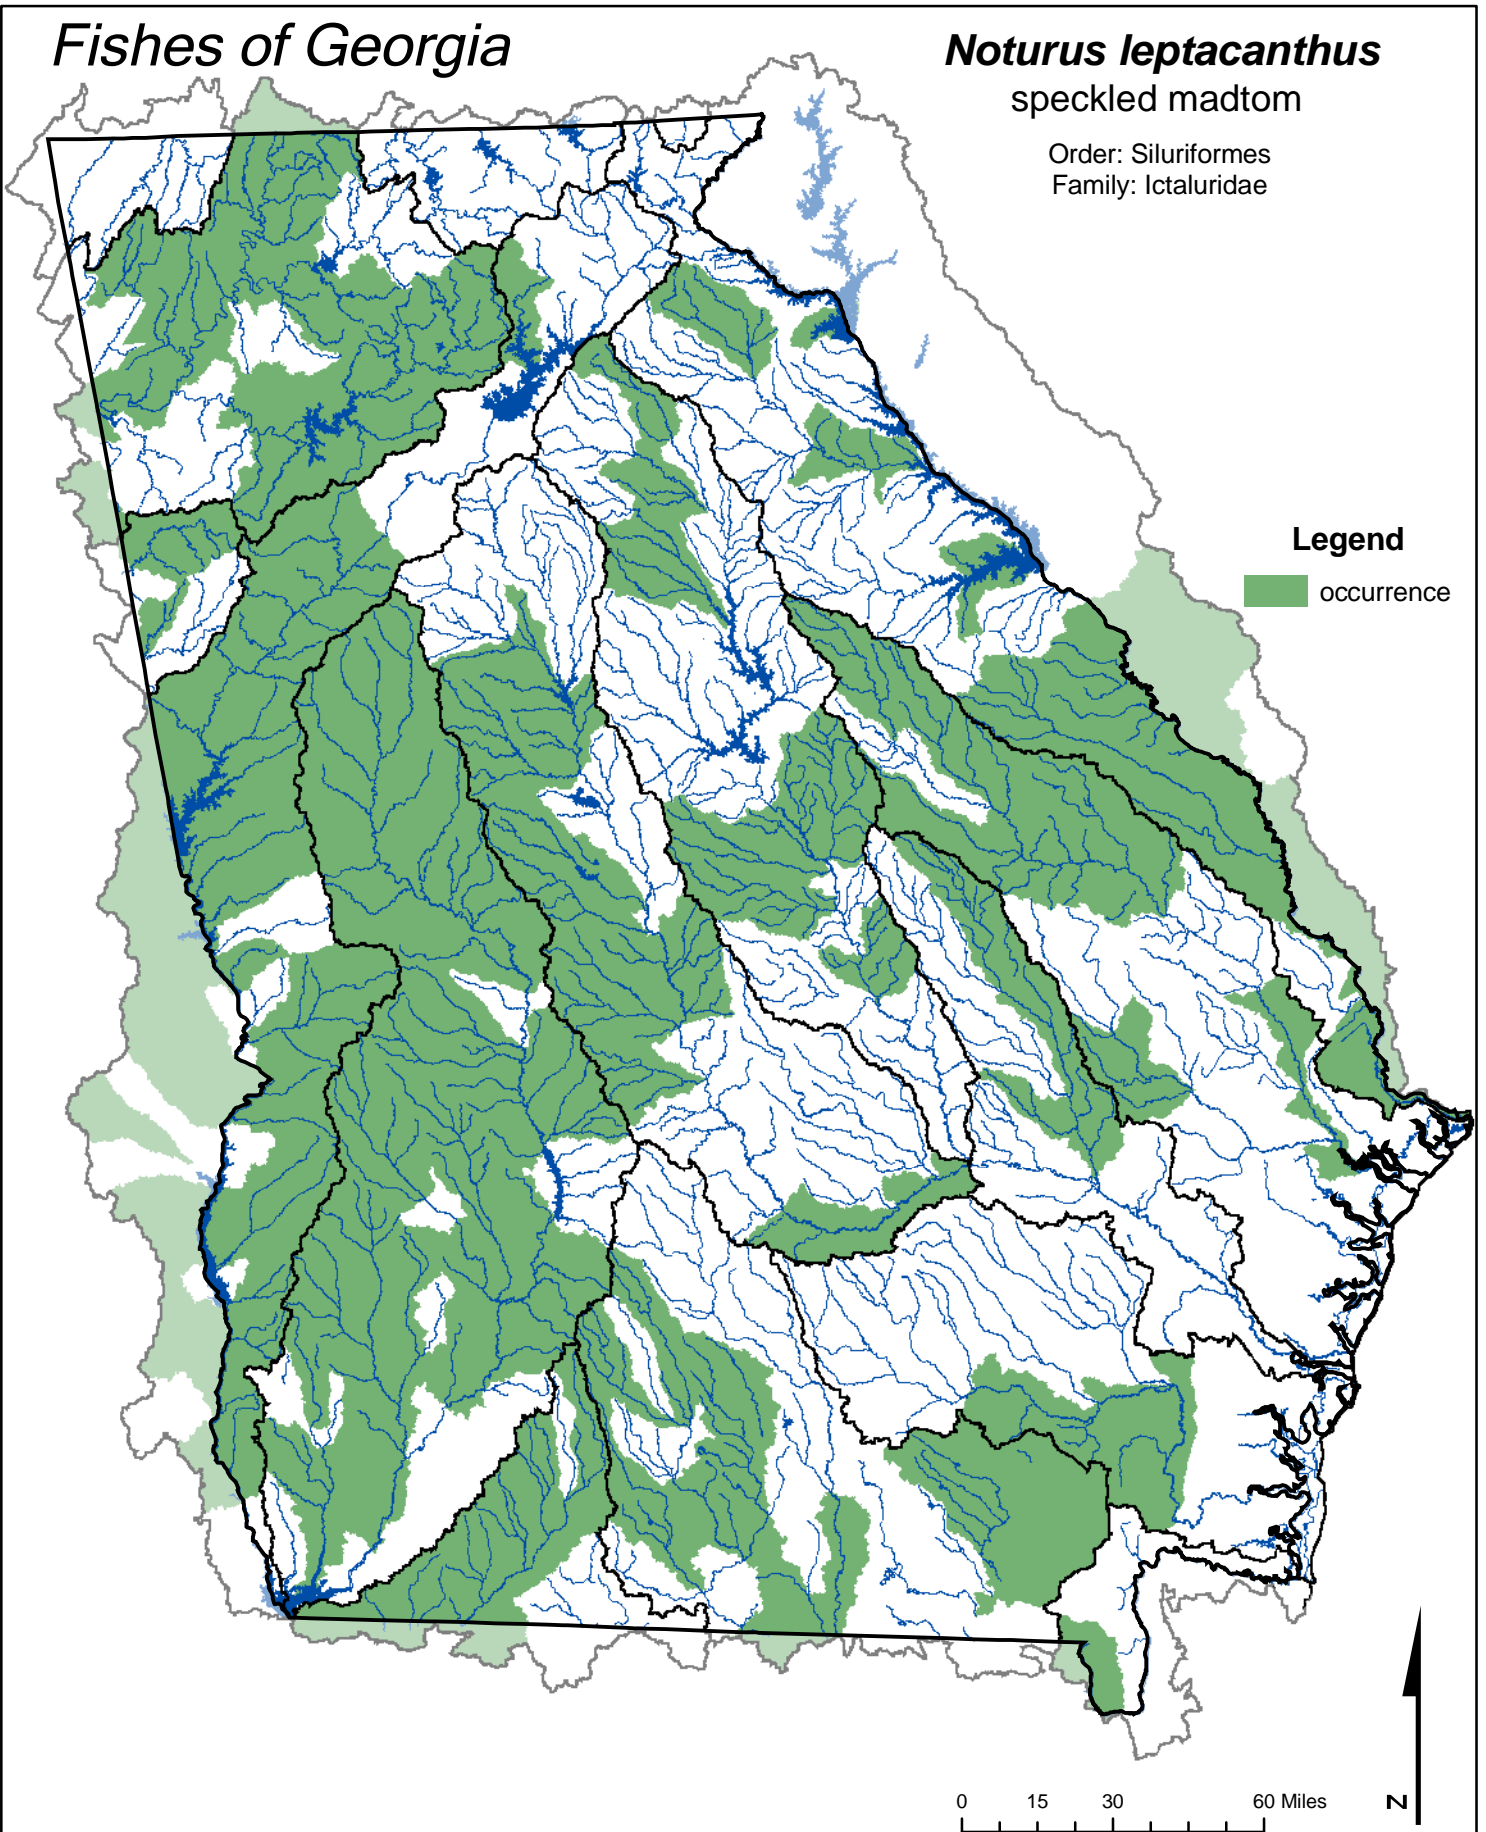 Fishes of Georgia
Noturus leptacanthus
speckled madtom
Order: Siluriformes
Family: Ictaluridae
Legend
occurrence
0 15 30 60 Miles
N